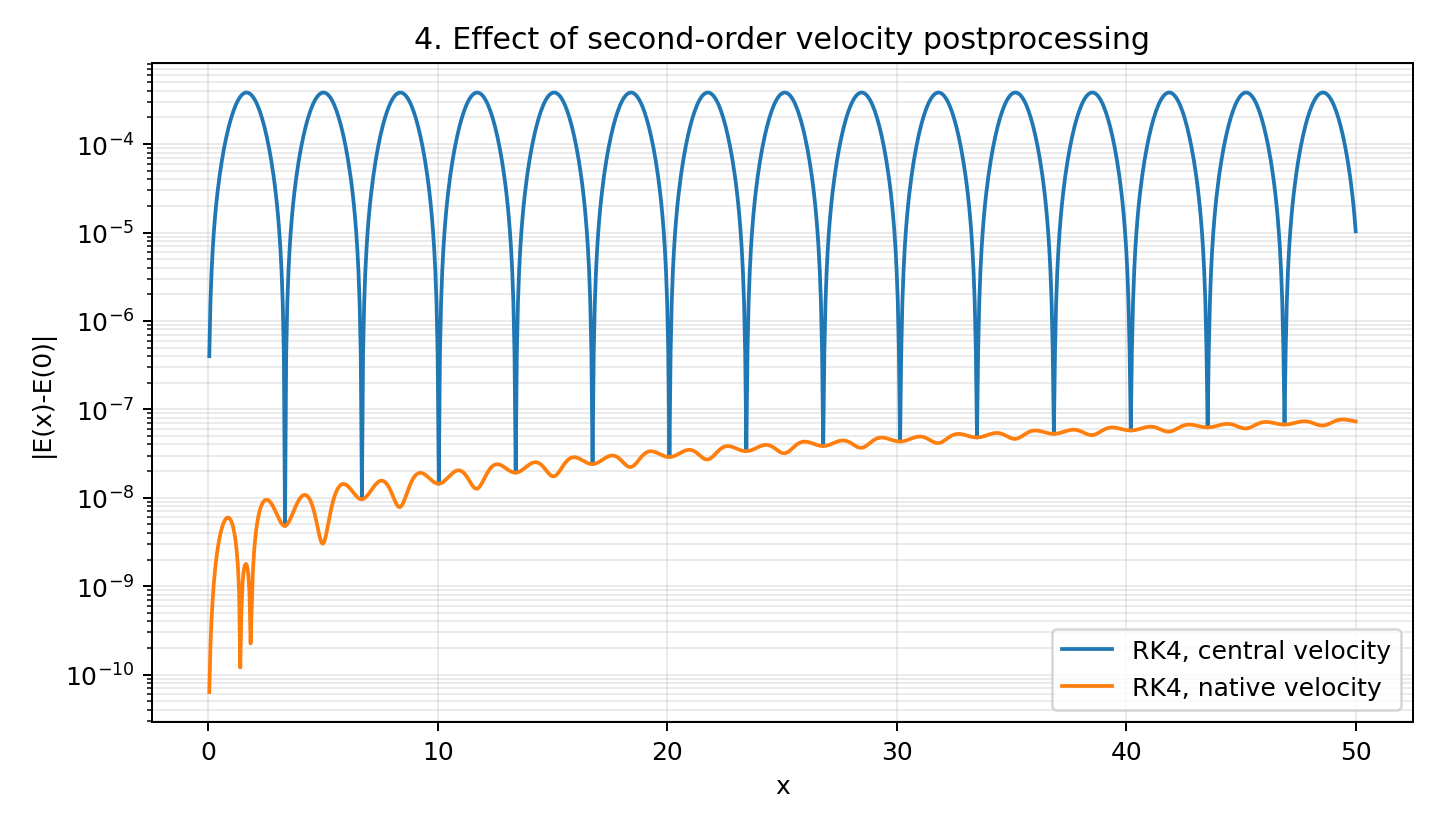 4. Effect of second-order velocity postprocessing
|E(x)-E(0)|
10⁻⁴
10⁻⁵
10⁻⁶
10⁻⁷
10⁻⁸
10⁻⁹
10⁻¹⁰
RK4, central velocity
RK4, native velocity
0 10 20 30 40 50
x